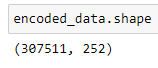 encoded_data.shape
(307511, 252)